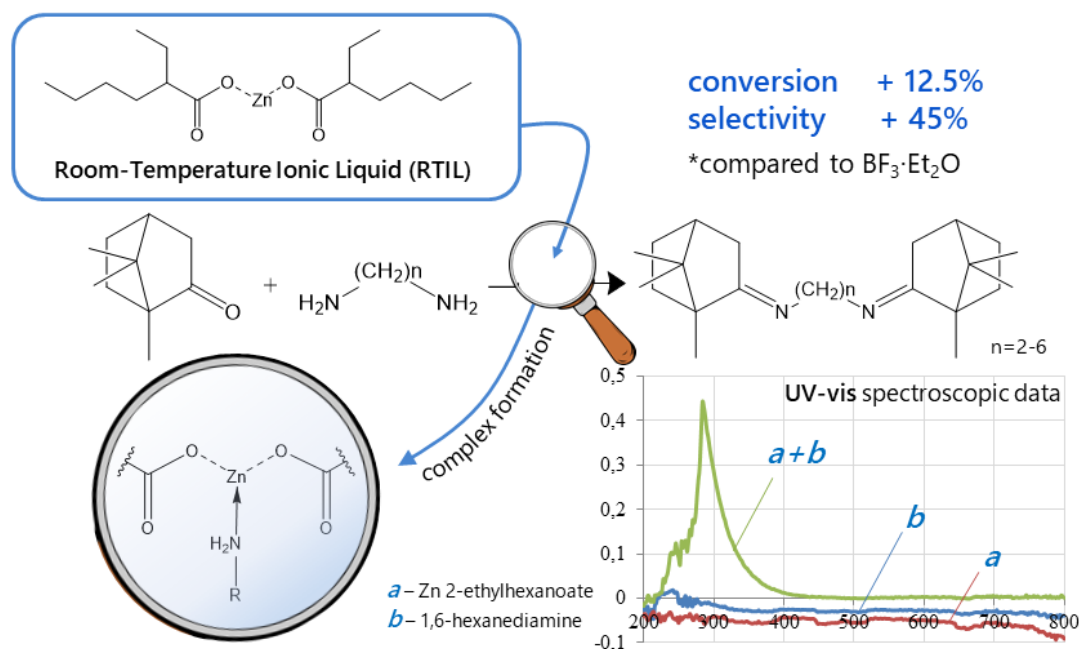 O
Zn
O
O
O
Room-Temperature Ionic Liquid (RTIL)
conversion + 12.5%
selectivity + 45%
*compared to BF₃·Et₂O
O
+
H₂N
(CH₂)n
NH₂
N
(CH₂)n
N
n=2-6
complex formation
O
Zn
O
O
O
H₂N
R
a – Zn 2-ethylhexanoate
b – 1,6-hexanediamine
UV-vis spectroscopic data
a+b
b
a
0,5
0,4
0,3
0,2
0,1
0
-0,1
200 300 400 500 600 700 800